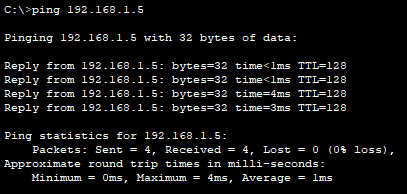 C:\>ping 192.168.1.5
Pinging 192.168.1.5 with 32 bytes of data:
Reply from 192.168.1.5: bytes=32 time<1ms TTL=128
Reply from 192.168.1.5: bytes=32 time<1ms TTL=128
Reply from 192.168.1.5: bytes=32 time=4ms TTL=128
Reply from 192.168.1.5: bytes=32 time=3ms TTL=128
Ping statistics for 192.168.1.5:
    Packets: Sent = 4, Received = 4, Lost = 0 (0% loss),
Approximate round trip times in milli-seconds:
    Minimum = 0ms, Maximum = 4ms, Average = 1ms